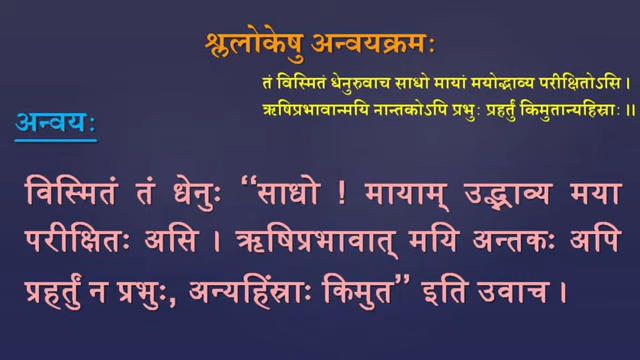 श्ललोकेषु अन्वयक्रमः
तं विस्मितं धेनुरुवाच साधो मायां मयोद्भाव्य परीक्षितोऽसि ।
ऋषिप्रभावान्मयि नान्तकोऽपि प्रभुः प्रहर्तुं किमुतान्यहिंस्राः ।।
अन्वयः
विस्मितं तं धेनुः “साधो ! मायाम् उद्भाव्य मया
परीक्षितः असि । ऋषिप्रभावात् मयि अन्तकः अपि
प्रहर्तुं न प्रभुः, अन्यहिंस्राः किमुत” इति उवाच ।